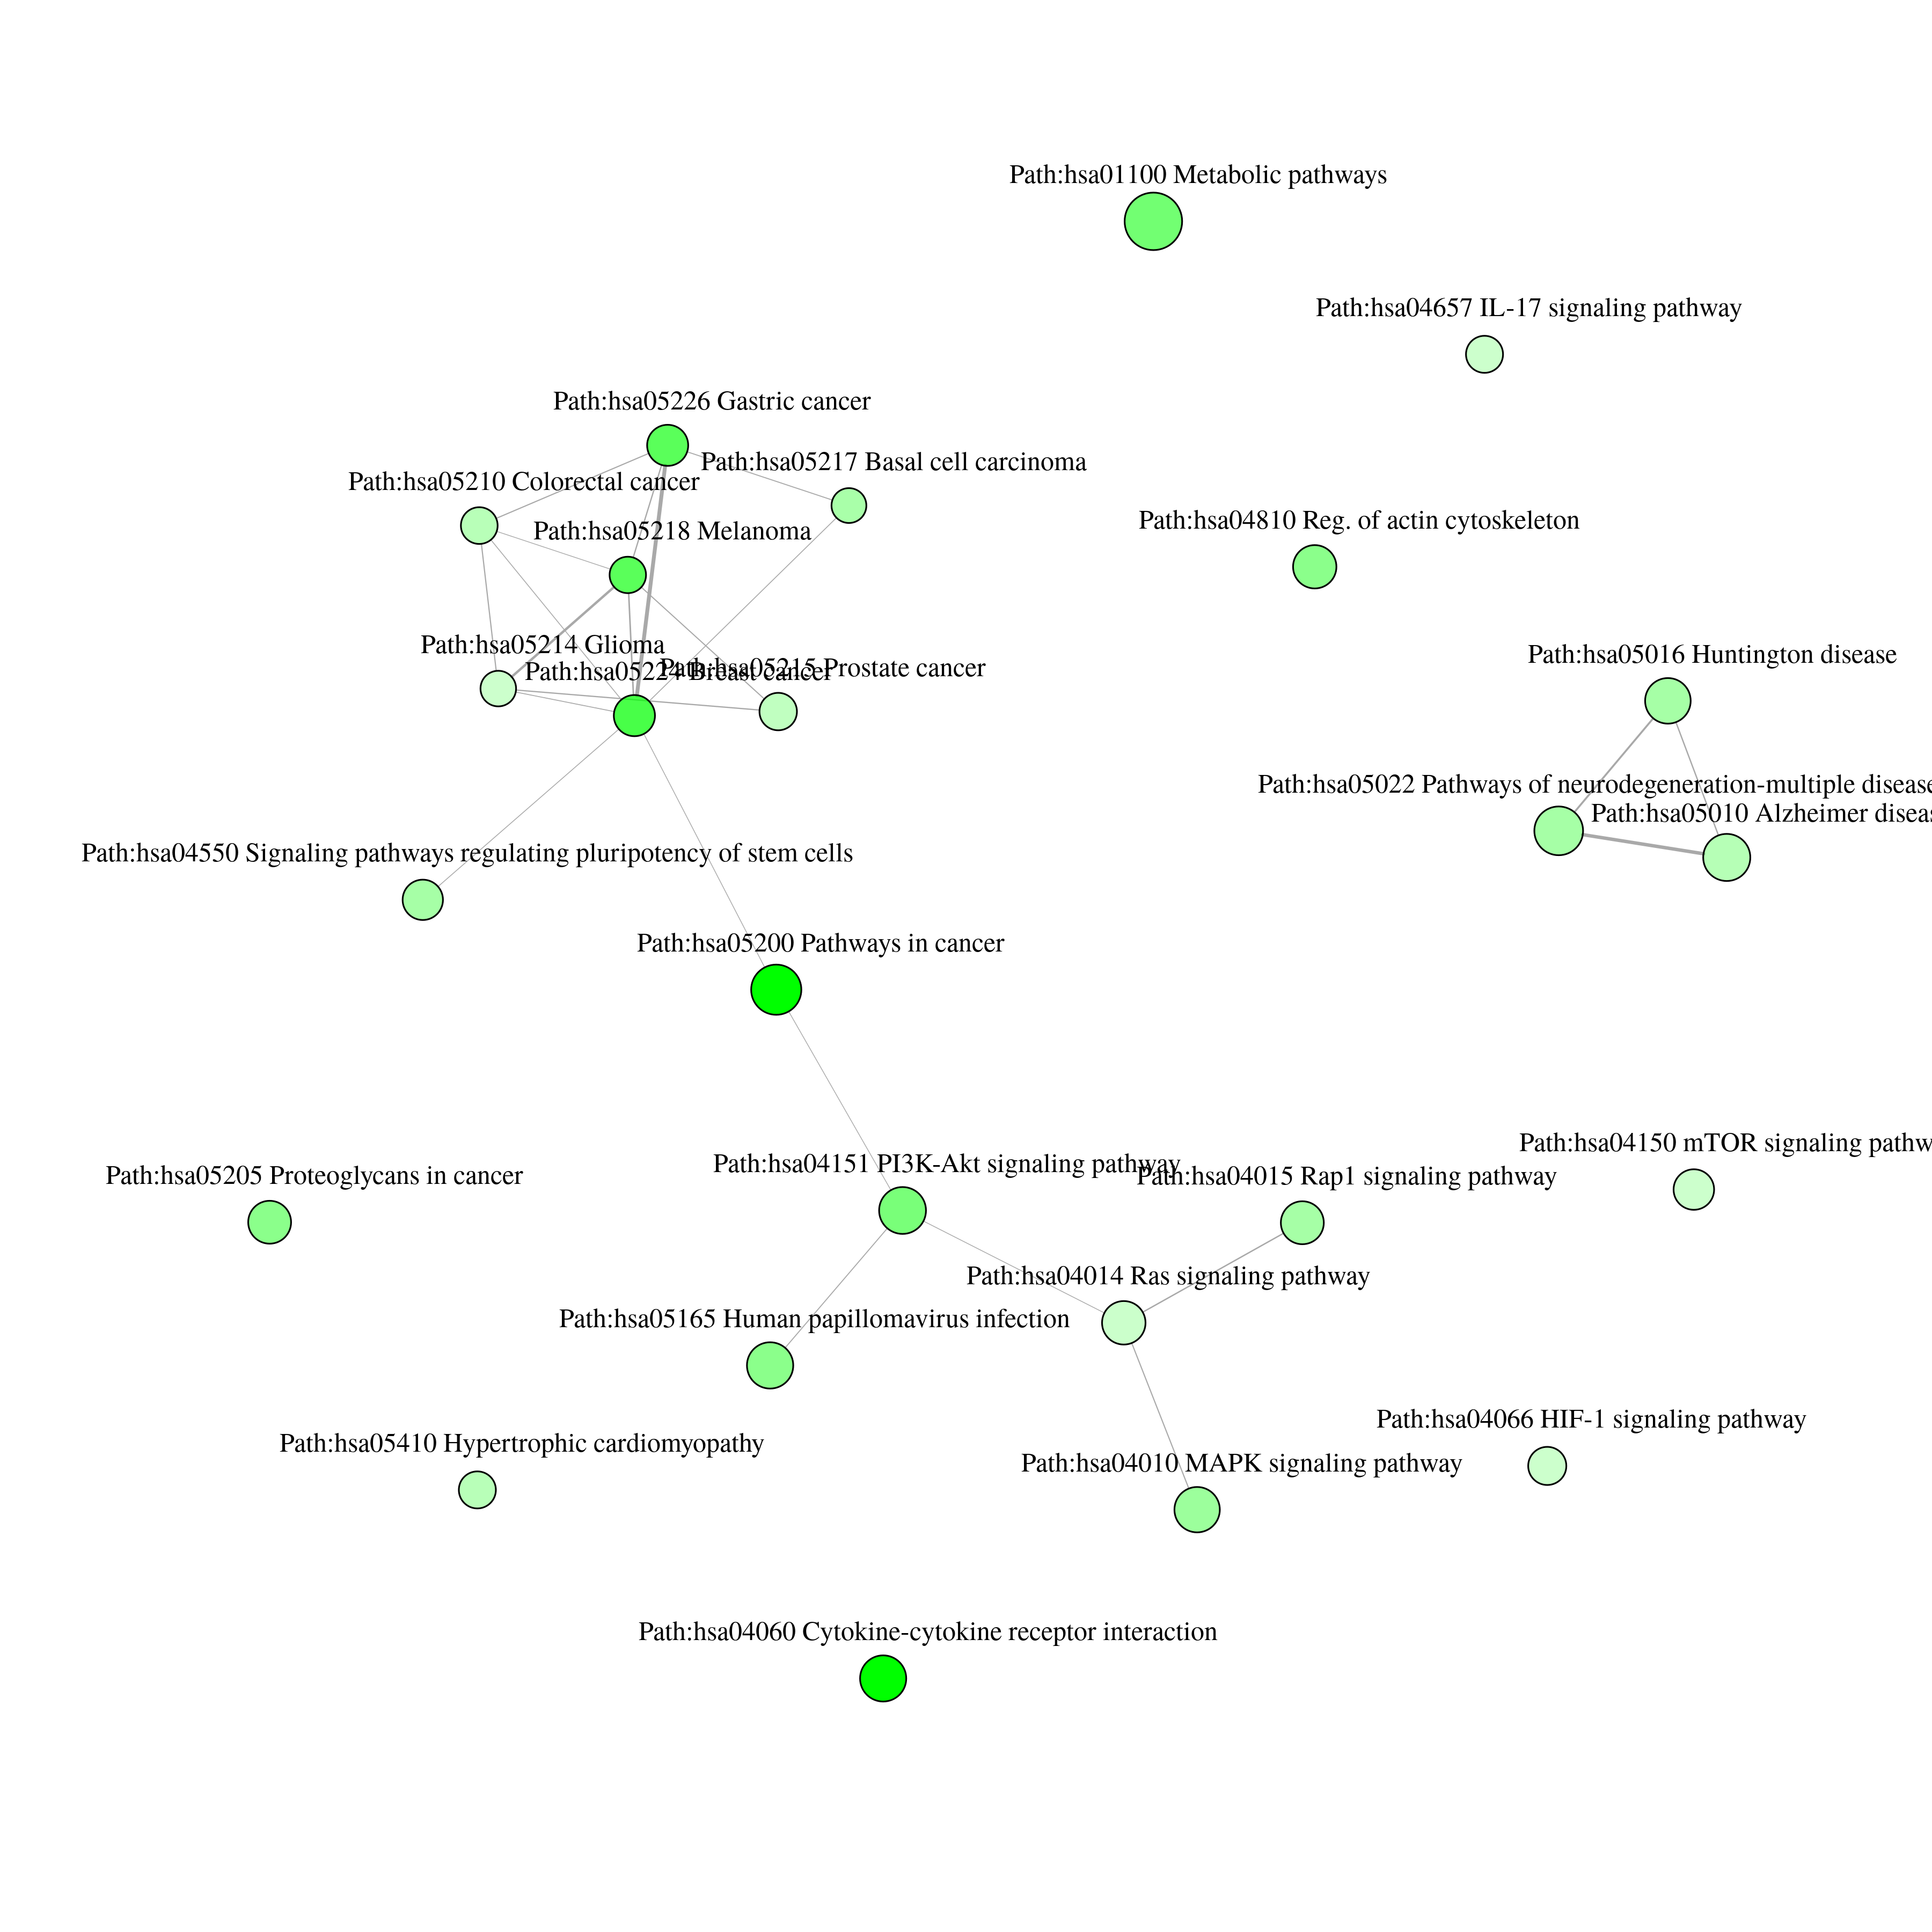 Path:hsa01100 Metabolic pathways
Path:hsa04657 IL-17 signaling pathway
Path:hsa05226 Gastric cancer
Path:hsa05217 Basal cell carcinoma
Path:hsa05210 Colorectal cancer
Path:hsa04810 Reg. of actin cytoskeleton
Path:hsa05218 Melanoma
Path:hsa05214 Glioma
Path:hsa05016 Huntington disease
Path:hsa05215 Prostate cancer
Path:hsa05224 Breast cancer
Path:hsa05022 Pathways of neurodegeneration-multiple disease
Path:hsa05010 Alzheimer diseas
Path:hsa04550 Signaling pathways regulating pluripotency of stem cells
Path:hsa05200 Pathways in cancer
Path:hsa04150 mTOR signaling pathw
Path:hsa04151 PI3K-Akt signaling pathway
Path:hsa05205 Proteoglycans in cancer
Path:hsa04015 Rap1 signaling pathway
Path:hsa04014 Ras signaling pathway
Path:hsa05165 Human papillomavirus infection
Path:hsa04066 HIF-1 signaling pathway
Path:hsa05410 Hypertrophic cardiomyopathy
Path:hsa04010 MAPK signaling pathway
Path:hsa04060 Cytokine-cytokine receptor interaction